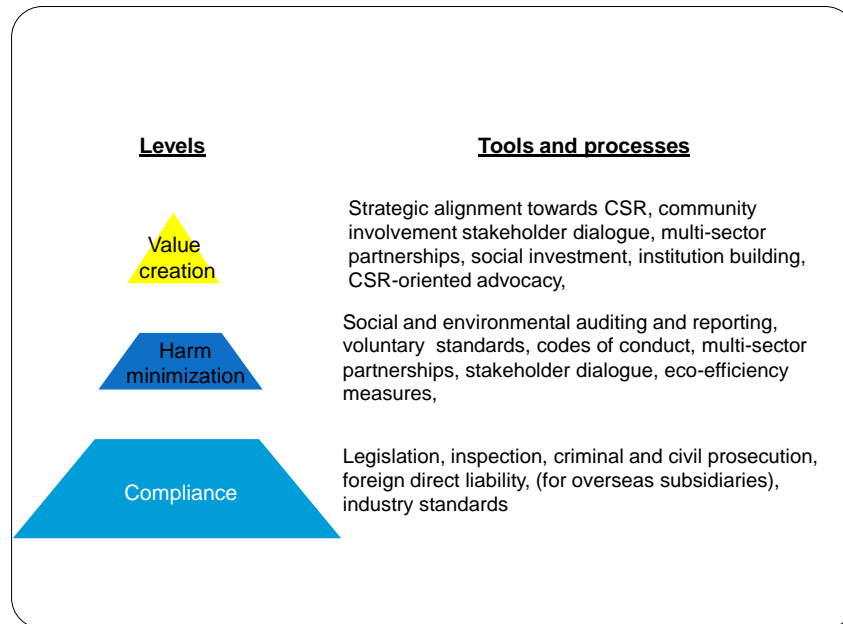 Levels
Tools and processes
Value
creation
Strategic alignment towards CSR, community
involvement stakeholder dialogue, multi-sector
partnerships, social investment, institution building,
CSR-oriented advocacy,
Harm
minimization
Social and environmental auditing and reporting,
voluntary  standards, codes of conduct, multi-sector
partnerships, stakeholder dialogue, eco-efficiency
measures,
Compliance
Legislation, inspection, criminal and civil prosecution,
foreign direct liability, (for overseas subsidiaries),
industry standards